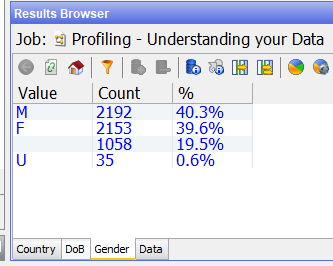 Results Browser
Job: Profiling - Understanding your Data
Value Count %
M 2192 40.3%
F 2153 39.6%
1058 19.5%
U 35 0.6%
Country DoB Gender Data